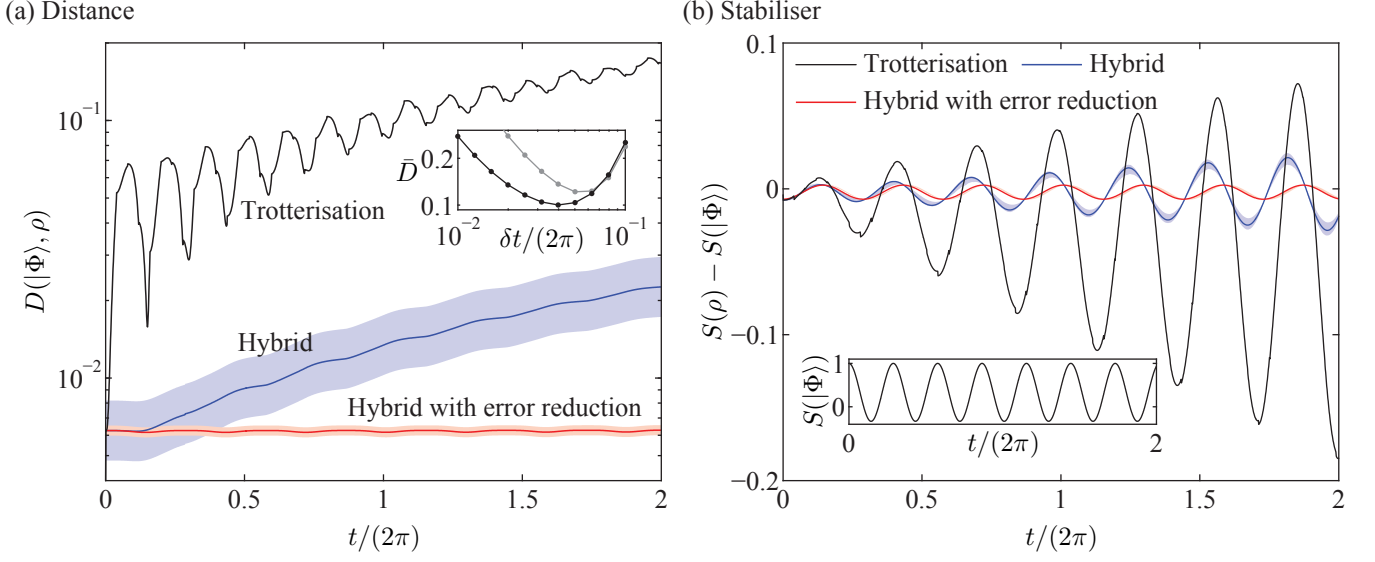 (a) Distance
D(|Φ⟩, ρ)
10⁻¹
10⁻²
Trotterisation
Hybrid
Hybrid with error reduction
D̄
0.2
0.1
10⁻²
10⁻¹
δt/(2π)
0
0.5
1
1.5
2
t/(2π)
(b) Stabiliser
S(ρ) − S(|Φ⟩)
0.1
0
−0.1
−0.2
Trotterisation
Hybrid
Hybrid with error reduction
S(|Φ⟩)
1
0
0
2
t/(2π)
0
0.5
1
1.5
2
t/(2π)